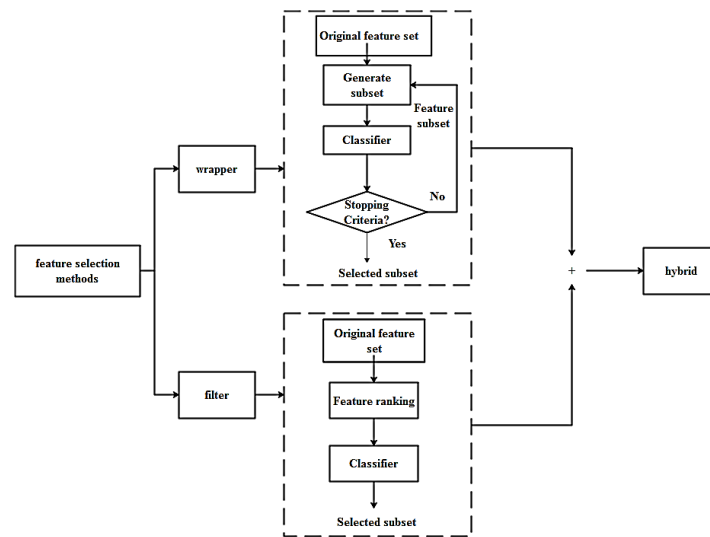 Original feature set
Generate
subset
Feature
subset
Classifier
wrapper
No
Stopping
Criteria?
Yes
Selected subset
feature selection
methods
+
hybrid
Original feature
set
filter
Feature ranking
Classifier
Selected subset